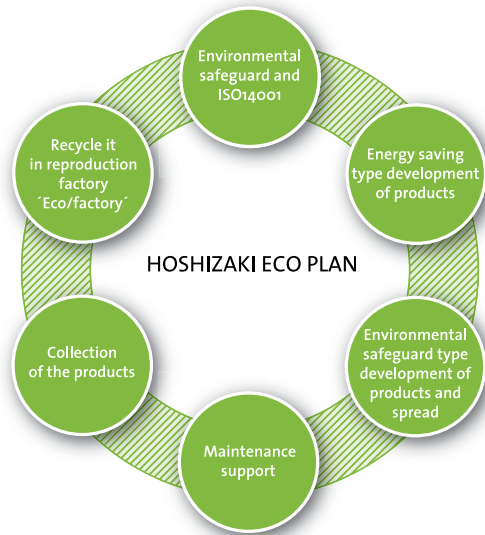 Environmental
safeguard and
ISO14001
Recycle it
in reproduction
factory
´Eco/factory´
Energy saving
type development
of products
HOSHIZAKI ECO PLAN
Collection
of the products
Environmental
safeguard type
development of
products and
spread
Maintenance
support